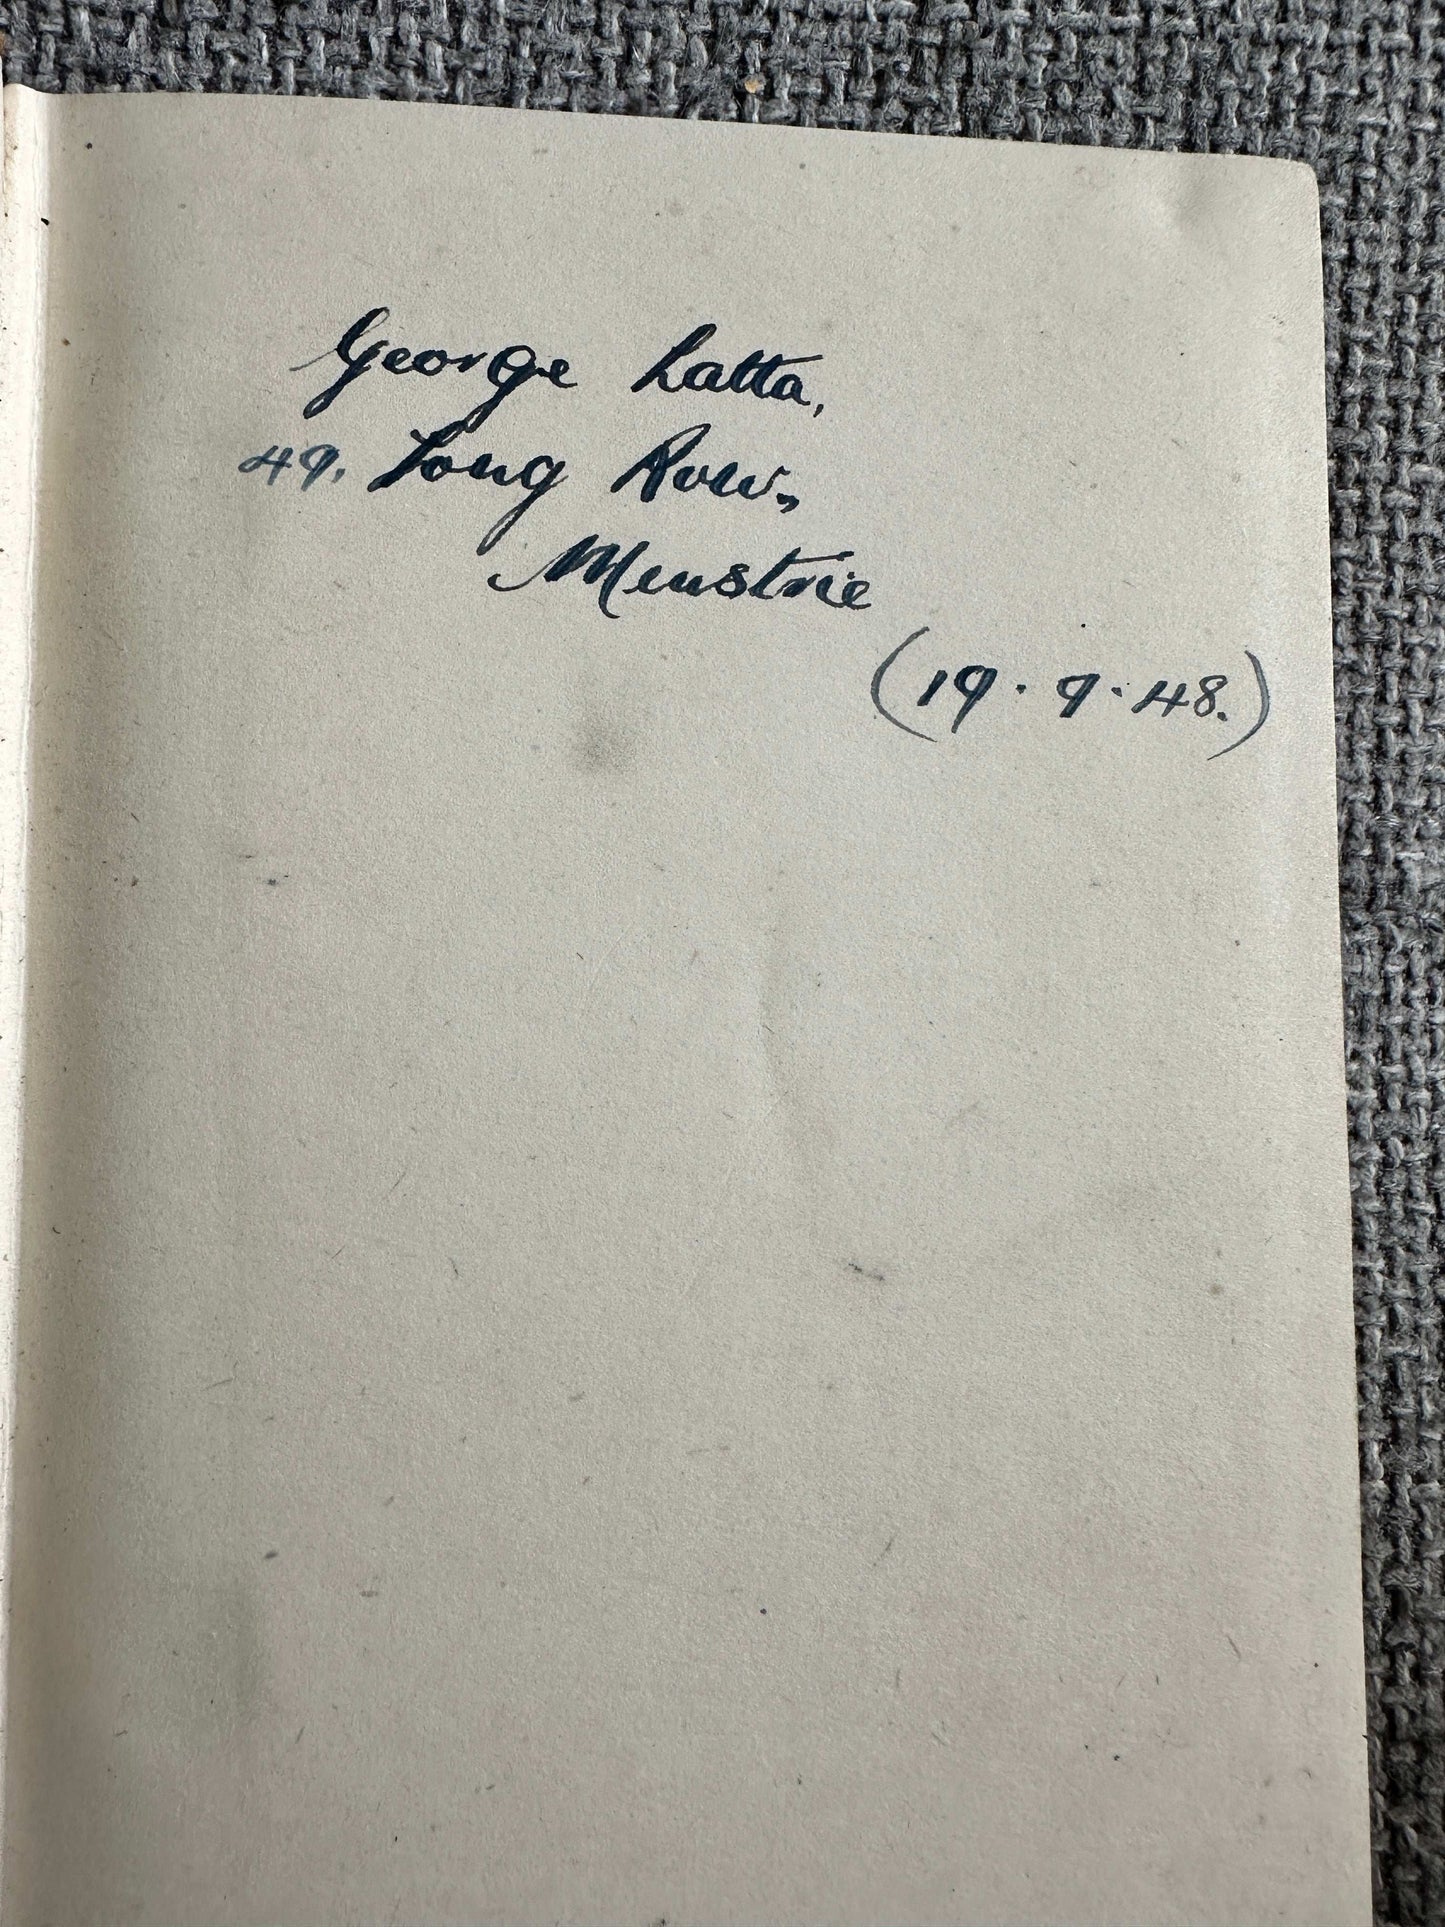 George Latta,
49, Long Row,
Menstrie
(19.9.48.)